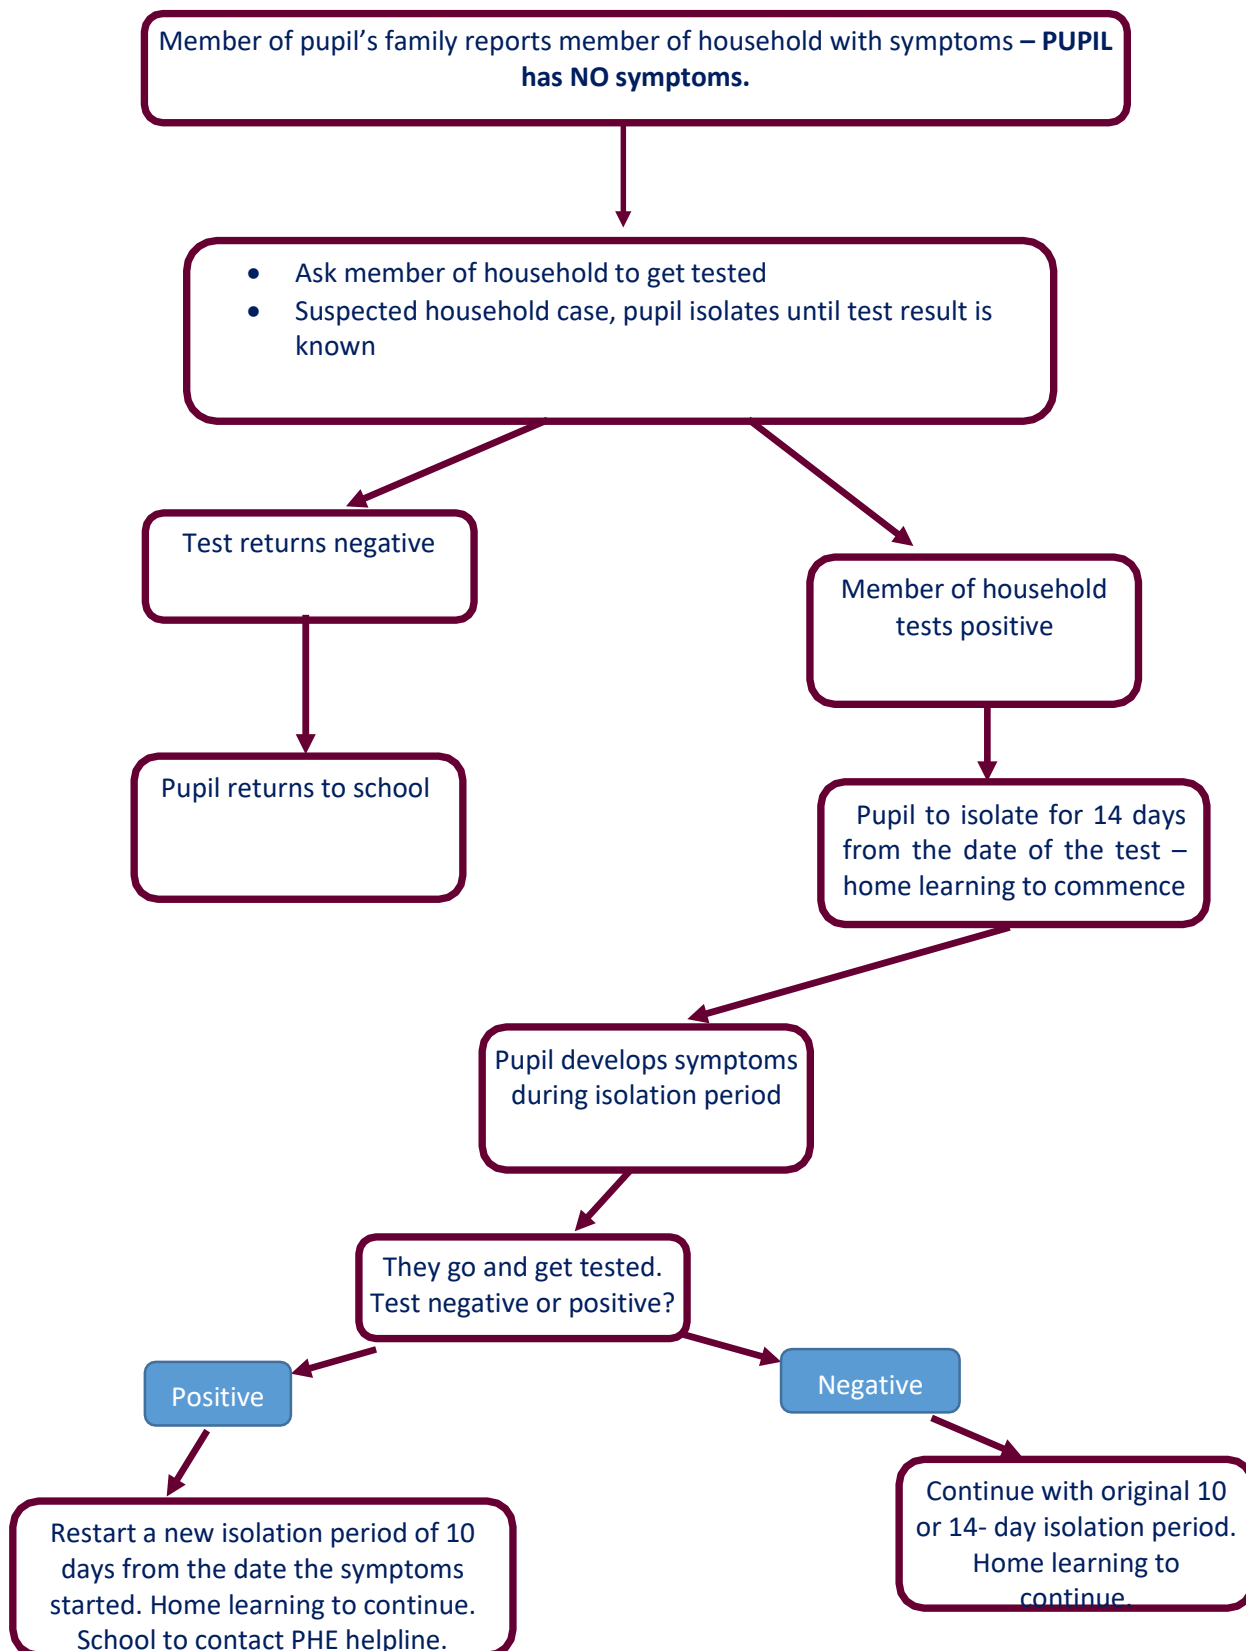 Member of pupil’s family reports member of household with symptoms – PUPIL
has NO symptoms.
• Ask member of household to get tested
• Suspected household case, pupil isolates until test result is
known
Test returns negative
Member of household
tests positive
Pupil returns to school
Pupil to isolate for 14 days
from the date of the test –
home learning to commence
Pupil develops symptoms
during isolation period
They go and get tested.
Test negative or positive?
Positive
Negative
Restart a new isolation period of 10
days from the date the symptoms
started. Home learning to continue.
School to contact PHE helpline.
Continue with original 10
or 14- day isolation period.
Home learning to
continue.